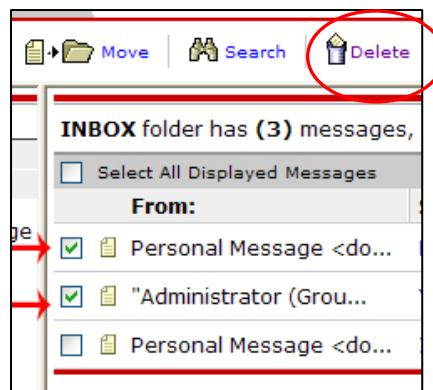 Move Search Delete
INBOX folder has (3) messages,
Select All Displayed Messages
From:
Personal Message <do...
"Administrator (Grou...
Personal Message <do...